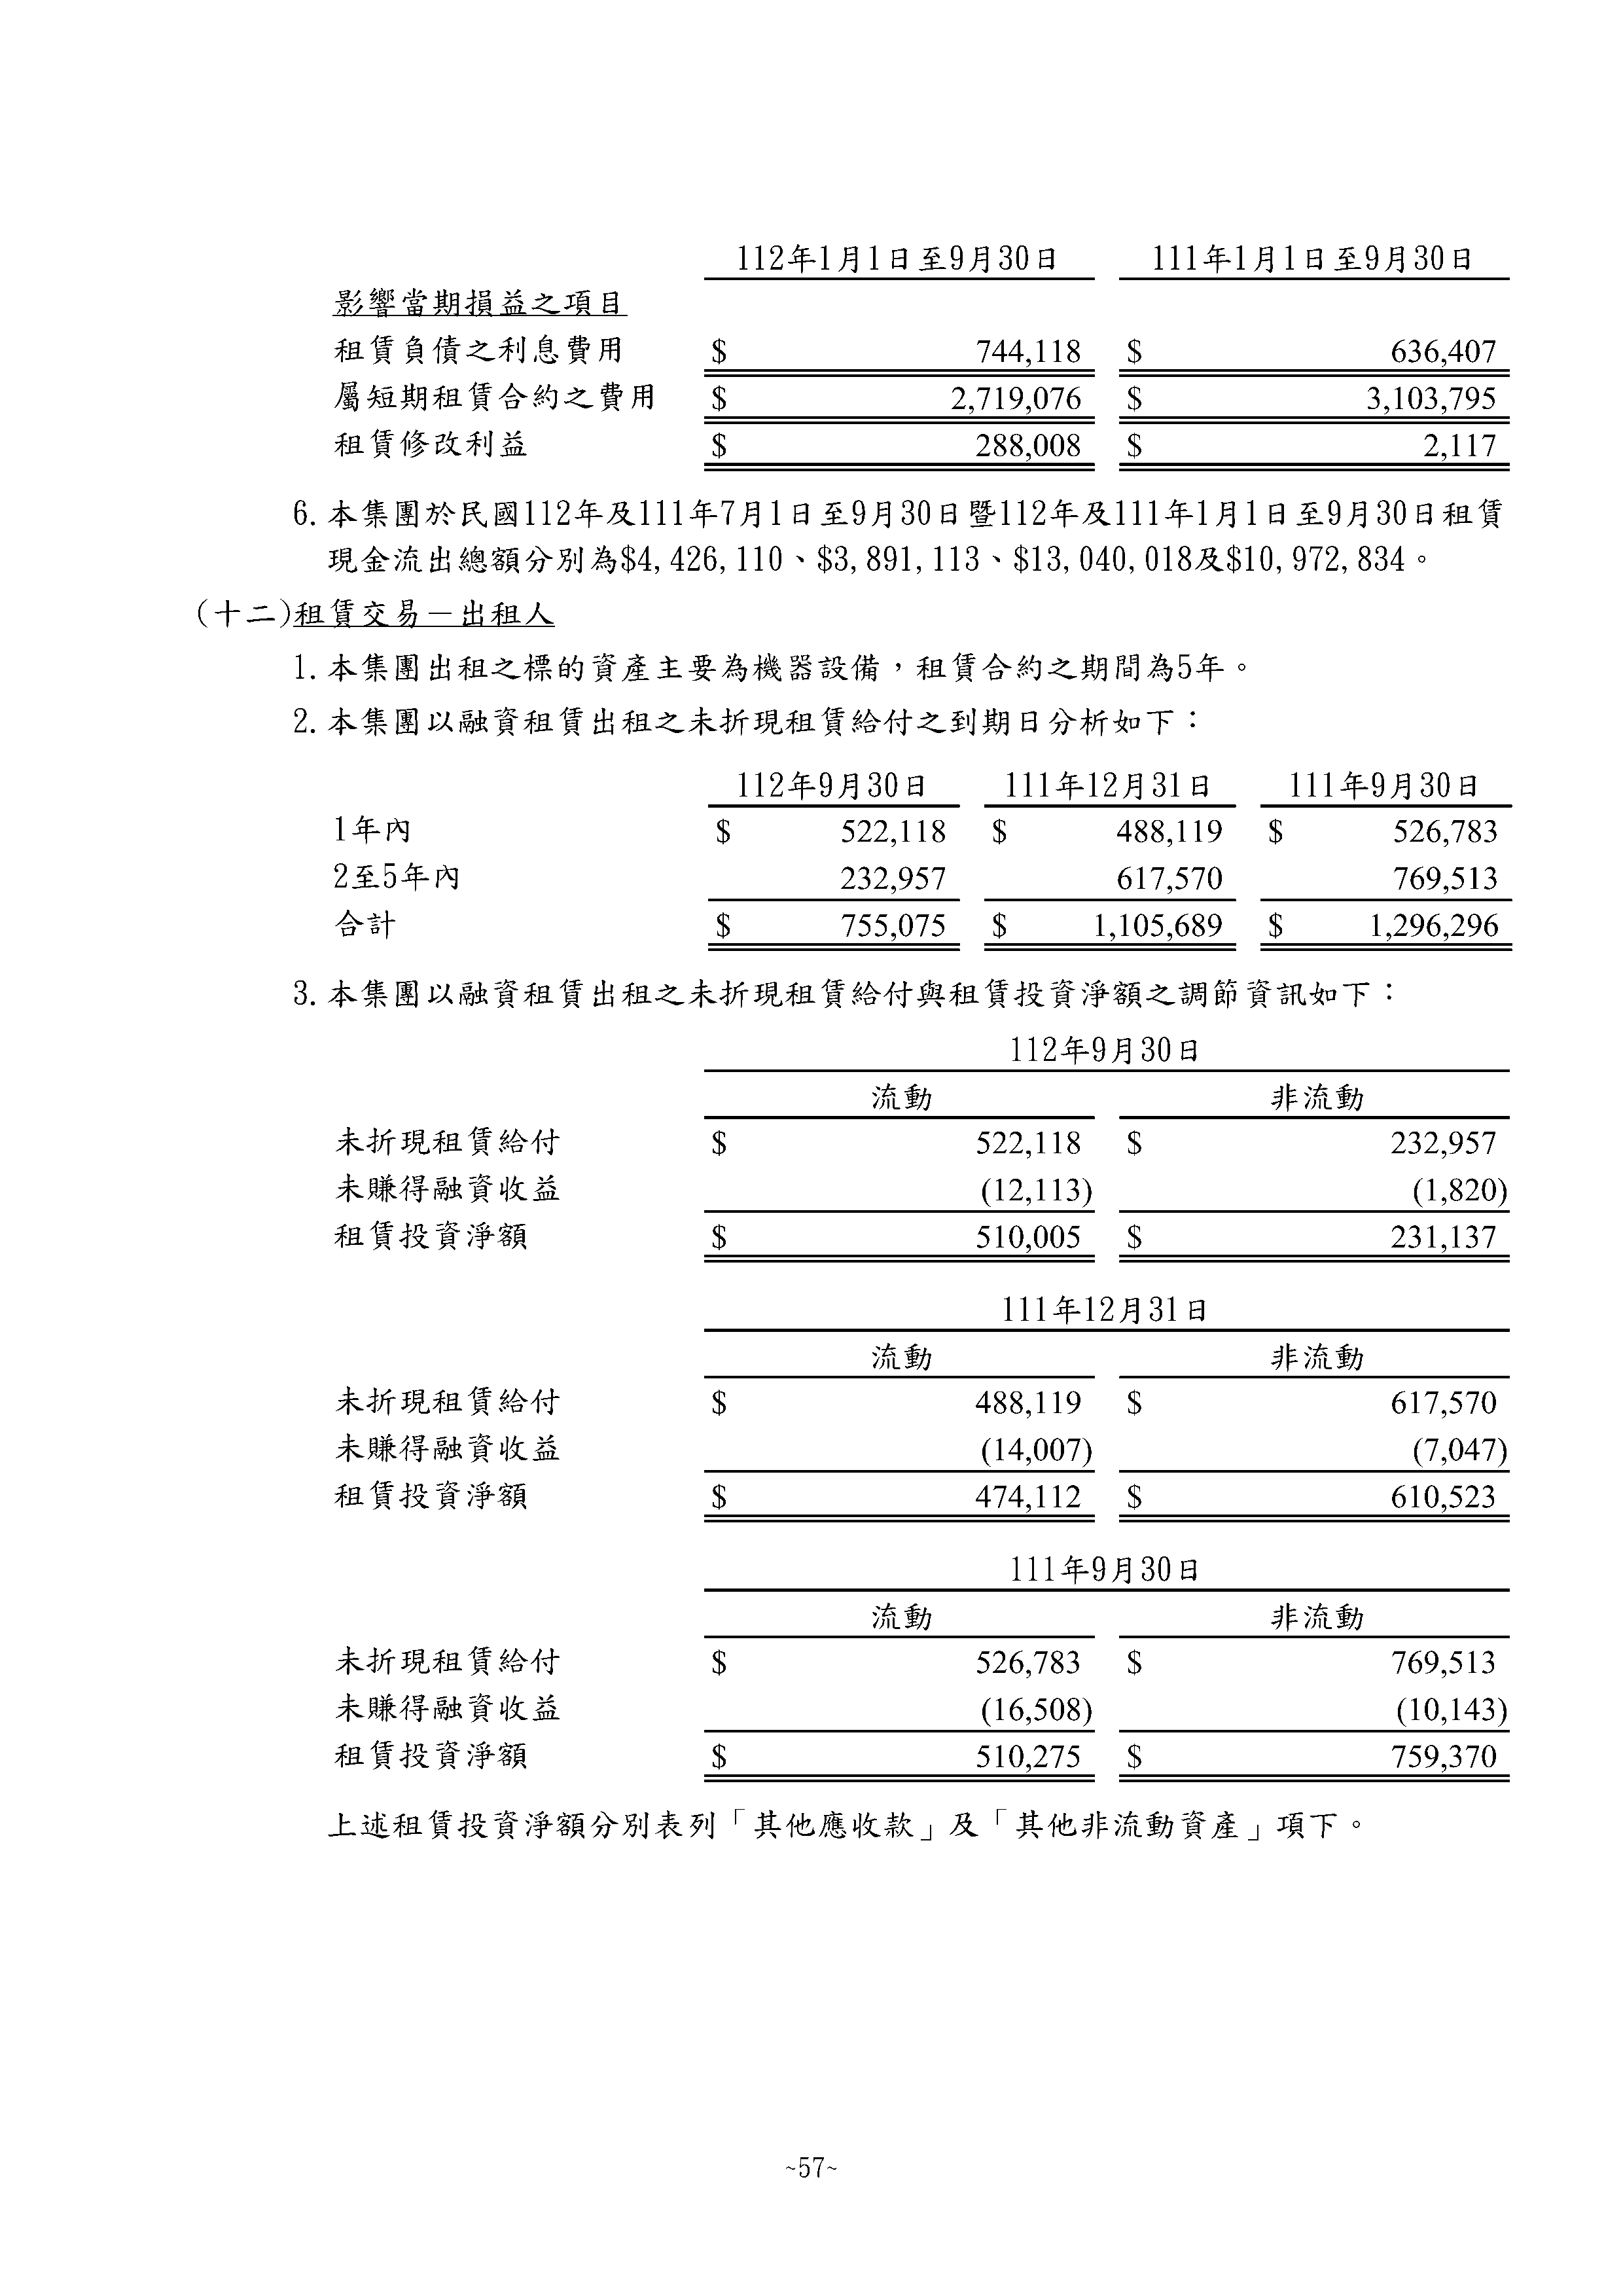 112年1月1日至9月30日 111年1月1日至9月30日
影響當期損益之項目
租賃負債之利息費用 $ 744,118 $ 636,407
屬短期租賃合約之費用 $ 2,719,076 $ 3,103,795
租賃修改利益 $ 288,008 $ 2,117
6. 本集團於民國112年及111年7月1日至9月30日暨112年及111年1月1日至9月30日租賃
現金流出總額分別為$4,426,110、$3,891,113、$13,040,018及$10,972,834。
(十二)租賃交易－出租人
1. 本集團出租之標的資產主要為機器設備，租賃合約之期間為5年。
2. 本集團以融資租賃出租之未折現租賃給付之到期日分析如下：
112年9月30日 111年12月31日 111年9月30日
1年內 $ 522,118 $ 488,119 $ 526,783
2至5年內 232,957 617,570 769,513
合計 $ 755,075 $ 1,105,689 $ 1,296,296
3. 本集團以融資租賃出租之未折現租賃給付與租賃投資淨額之調節資訊如下：
112年9月30日
流動 非流動
未折現租賃給付 $ 522,118 $ 232,957
未賺得融資收益 (12,113) (1,820)
租賃投資淨額 $ 510,005 $ 231,137
111年12月31日
流動 非流動
未折現租賃給付 $ 488,119 $ 617,570
未賺得融資收益 (14,007) (7,047)
租賃投資淨額 $ 474,112 $ 610,523
111年9月30日
流動 非流動
未折現租賃給付 $ 526,783 $ 769,513
未賺得融資收益 (16,508) (10,143)
租賃投資淨額 $ 510,275 $ 759,370
上述租賃投資淨額分別表列「其他應收款」及「其他非流動資產」項下。
~57~